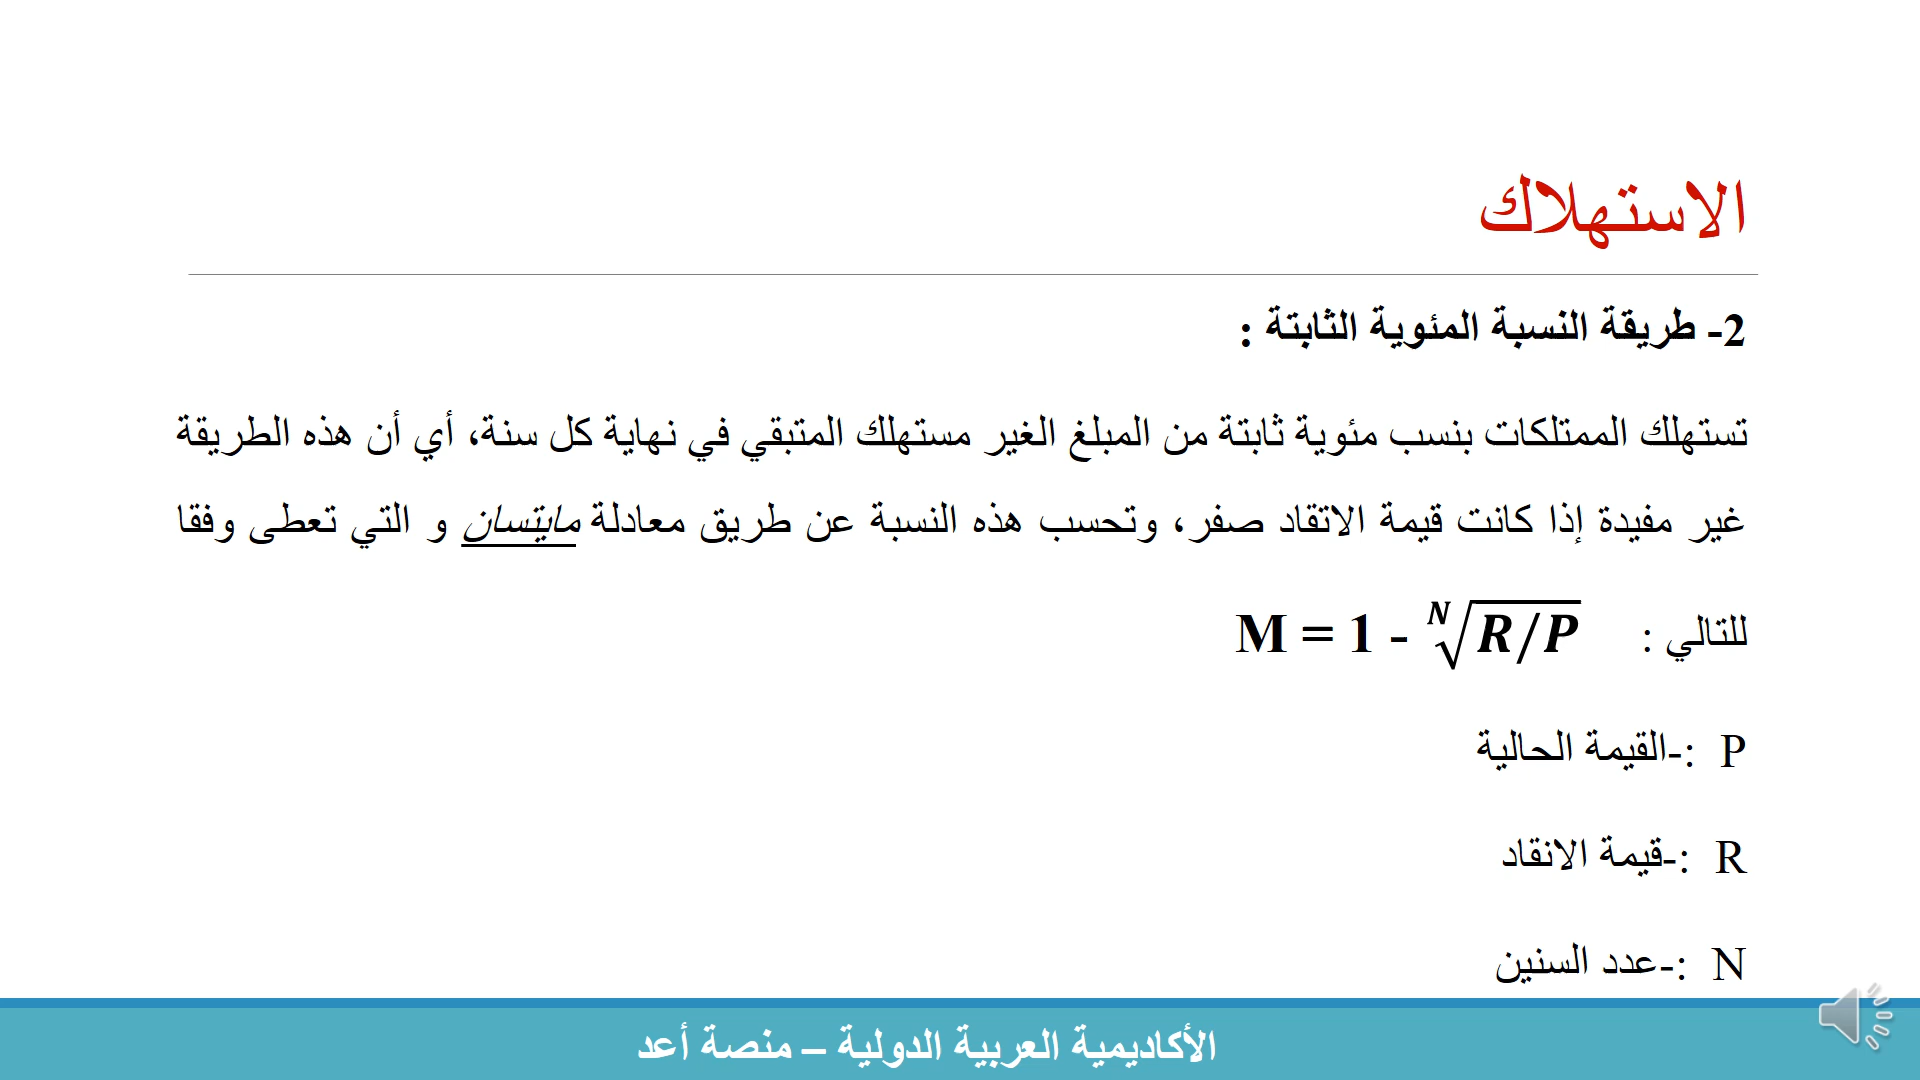 الاستهلاك
2- طريقة النسبة المئوية الثابتة :
تستهلك الممتلكات بنسب مئوية ثابتة من المبلغ الغير مستهلك المتبقي في نهاية كل سنة، أي أن هذه الطريقة
غير مفيدة إذا كانت قيمة الاتقاد صفر، وتحسب هذه النسبة عن طريق معادلة مايتسان و التي تعطى وفقا
للتالي : M = 1 - ᴺ√R/P
P :-القيمة الحالية
R :-قيمة الانقاد
N :-عدد السنين
الأكاديمية العربية الدولية – منصة أعد